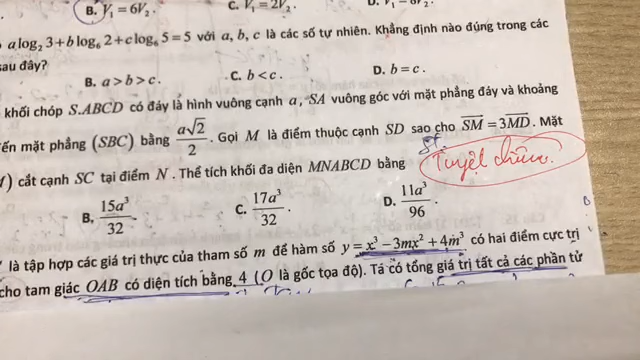 B. V₁ = 6V₂. C. V₁ = 2V₂. D.
a log₂ 3 + b log₆ 2 + c log₆ 5 = 5 với a, b, c là các số tự nhiên. Khẳng định nào đúng trong các
sau đây?
B. a > b > c. C. b < c. D. b = c.
khối chóp S.ABCD có đáy là hình vuông cạnh a, SA vuông góc với mặt phẳng đáy và khoảng
đến mặt phẳng (SBC) bằng a√2/2. Gọi M là điểm thuộc cạnh SD sao cho SM = 3MD. Mặt
cắt cạnh SC tại điểm N. Thể tích khối đa diện MNABCD bằng
B. 15a³/32. C. 17a³/32. D. 11a³/96.
là tập hợp các giá trị thực của tham số m để hàm số y = x³ − 3mx² + 4m³ có hai điểm cực trị
cho tam giác OAB có diện tích bằng 4 (O là gốc tọa độ). Ta có tổng giá trị tất cả các phần tử